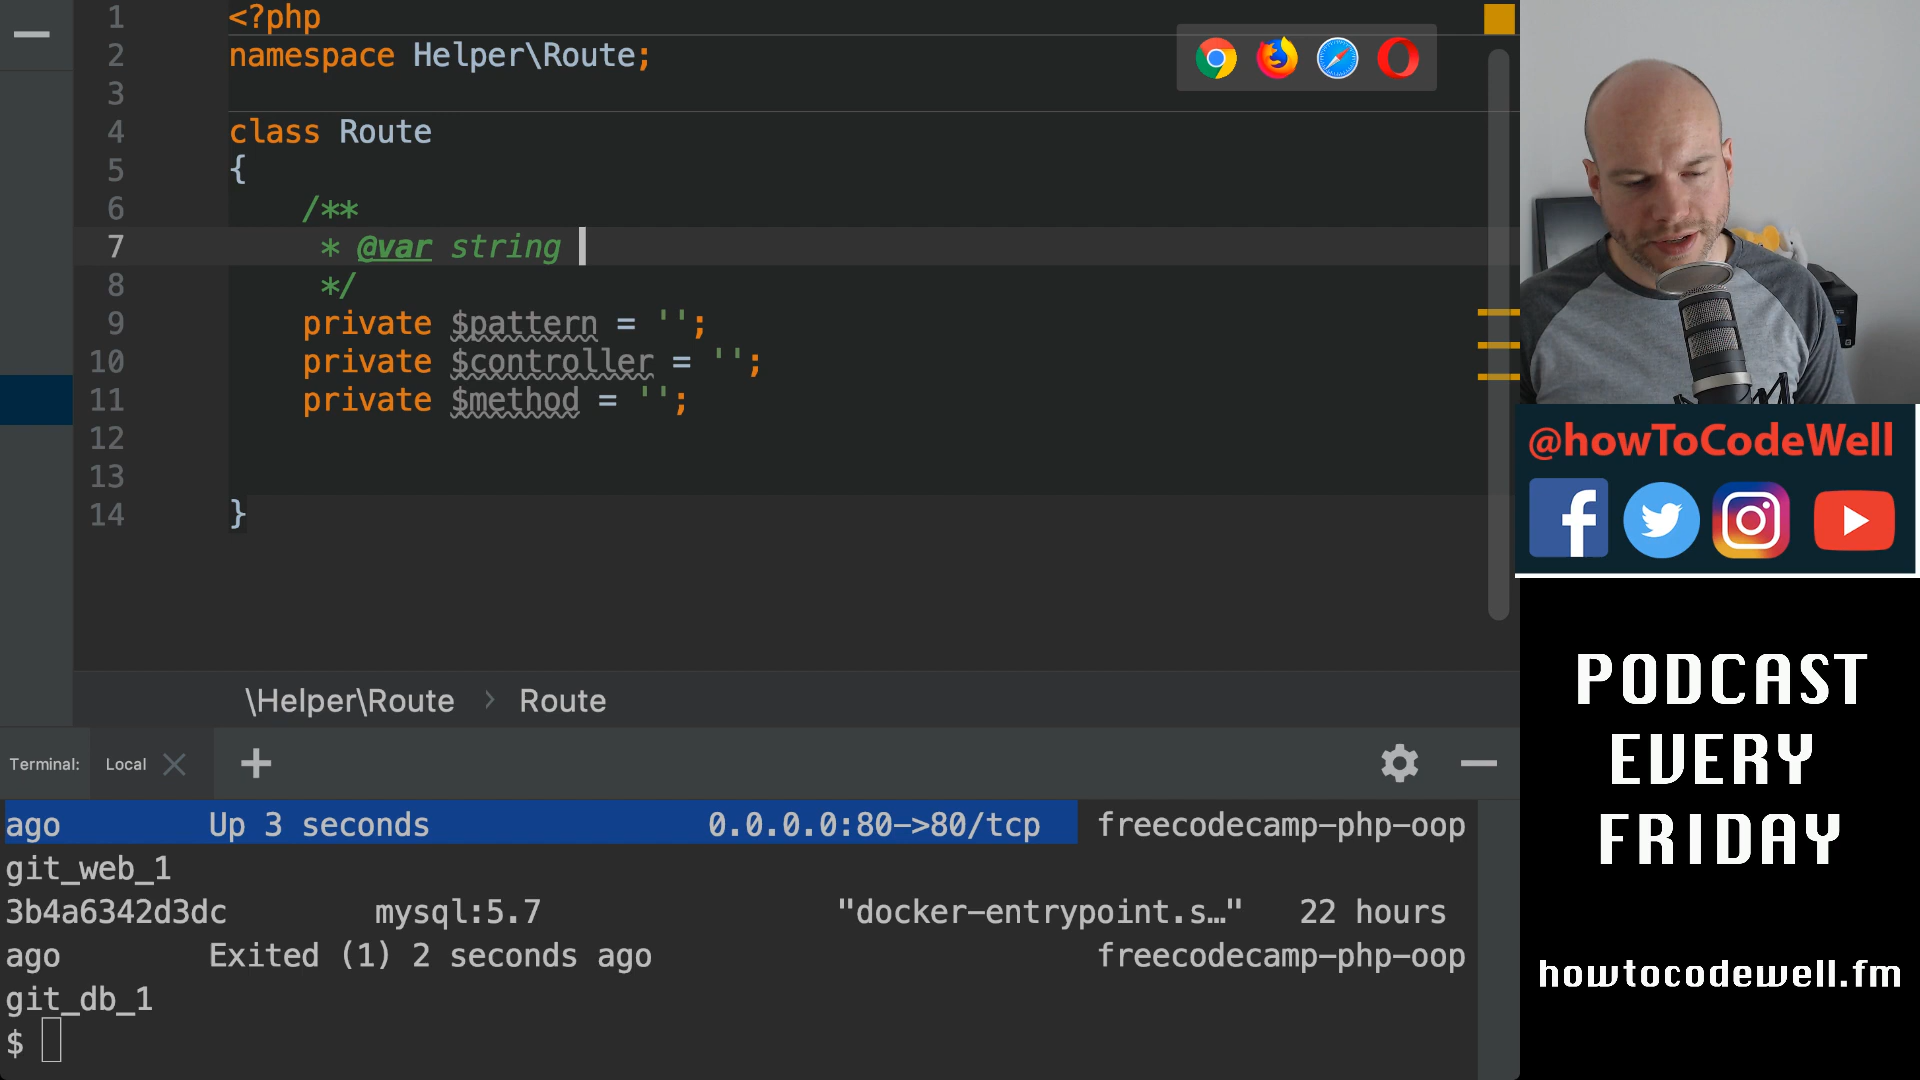 1 <?php
2 namespace Helper\Route;
3
4 class Route
5 {
6 /**
7 * @var string
8 */
9 private $pattern = '';
10 private $controller = '';
11 private $method = '';
12
13
14 }
\Helper\Route > Route
Terminal: Local
ago Up 3 seconds 0.0.0.0:80->80/tcp freecodecamp-php-oop
git_web_1
3b4a6342d3dc mysql:5.7 "docker-entrypoint.s…" 22 hours
ago Exited (1) 2 seconds ago freecodecamp-php-oop
git_db_1
$
@howToCodeWell
PODCAST
EVERY
FRIDAY
howtocodewell.fm